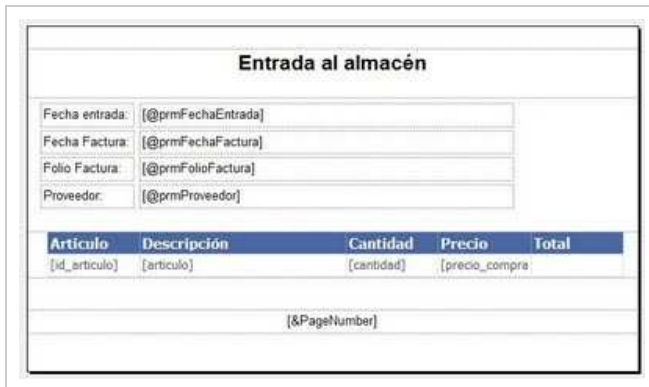 Entrada al almacén
Fecha entrada: [@prmFechaEntrada]
Fecha Factura: [@prmFechaFactura]
Folio Factura: [@prmFolioFactura]
Proveedor: [@prmProveedor]
Artículo Descripción Cantidad Precio Total
[id_articulo] [articulo] [cantidad] [precio_compra
[&PageNumber]